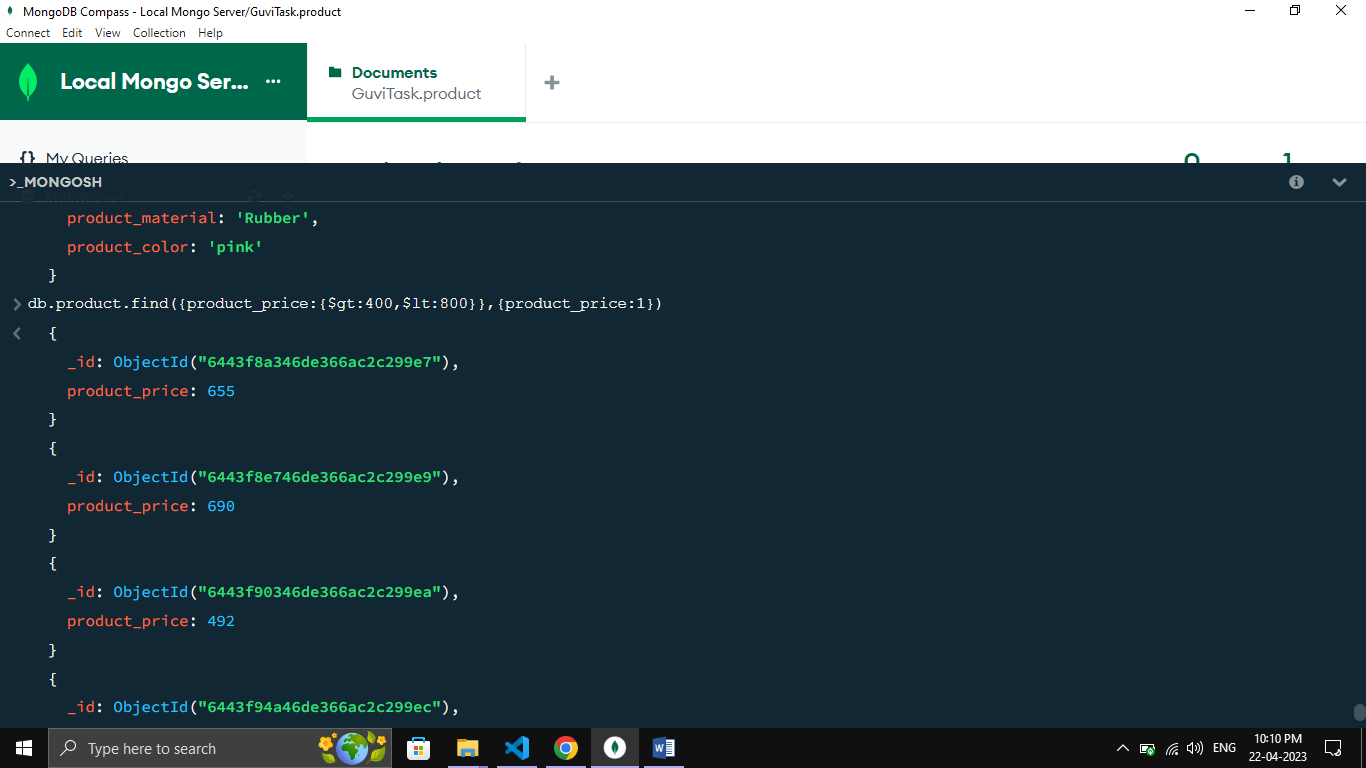 MongoDB Compass - Local Mongo Server/GuviTask.product
Connect Edit View Collection Help
Local Mongo Ser... ...
Documents
GuviTask.product
{} My Queries
>_MONGOSH
product_material: 'Rubber',
product_color: 'pink'
}
db.product.find({product_price:{$gt:400,$lt:800}},{product_price:1})
{
_id: ObjectId("6443f8a346de366ac2c299e7"),
product_price: 655
}
{
_id: ObjectId("6443f8e746de366ac2c299e9"),
product_price: 690
}
{
_id: ObjectId("6443f90346de366ac2c299ea"),
product_price: 492
}
{
_id: ObjectId("6443f94a46de366ac2c299ec"),
Type here to search
ENG
10:10 PM
22-04-2023